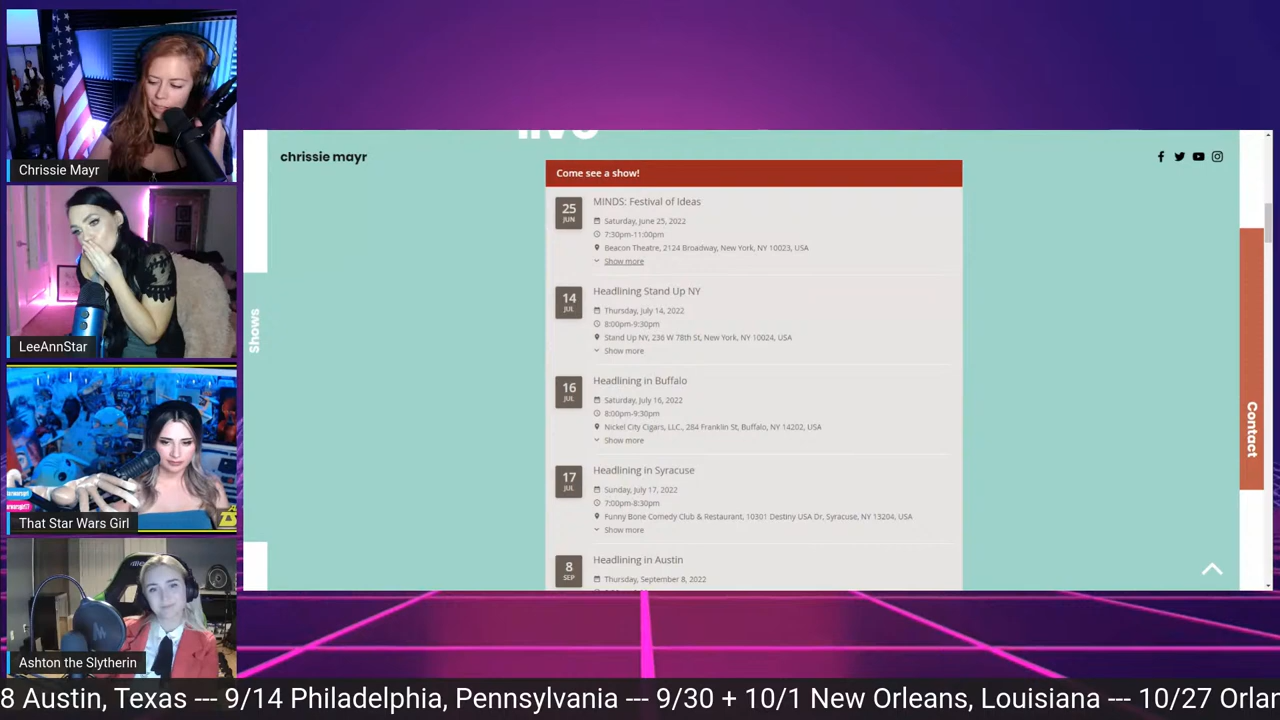 Chrissie Mayr
LeeAnnStar
That Star Wars Girl
Ashton the Slytherin
live
chrissie mayr
Shows
Contact
Come see a show!
25 JUN
MINDS: Festival of Ideas
Saturday, June 25, 2022
7:30pm-11:00pm
Beacon Theatre, 2124 Broadway, New York, NY 10023, USA
Show more
14 JUL
Headlining Stand Up NY
Thursday, July 14, 2022
8:00pm-9:30pm
Stand Up NY, 236 W 78th St, New York, NY 10024, USA
Show more
16 JUL
Headlining in Buffalo
Saturday, July 16, 2022
8:00pm-9:30pm
Nickel City Cigars, LLC., 284 Franklin St, Buffalo, NY 14202, USA
Show more
17 JUL
Headlining in Syracuse
Sunday, July 17, 2022
7:00pm-8:30pm
Funny Bone Comedy Club & Restaurant, 10301 Destiny USA Dr, Syracuse, NY 13204, USA
Show more
8 SEP
Headlining in Austin
Thursday, September 8, 2022
8 Austin, Texas --- 9/14 Philadelphia, Pennsylvania --- 9/30 + 10/1 New Orleans, Louisiana --- 10/27 Orlan